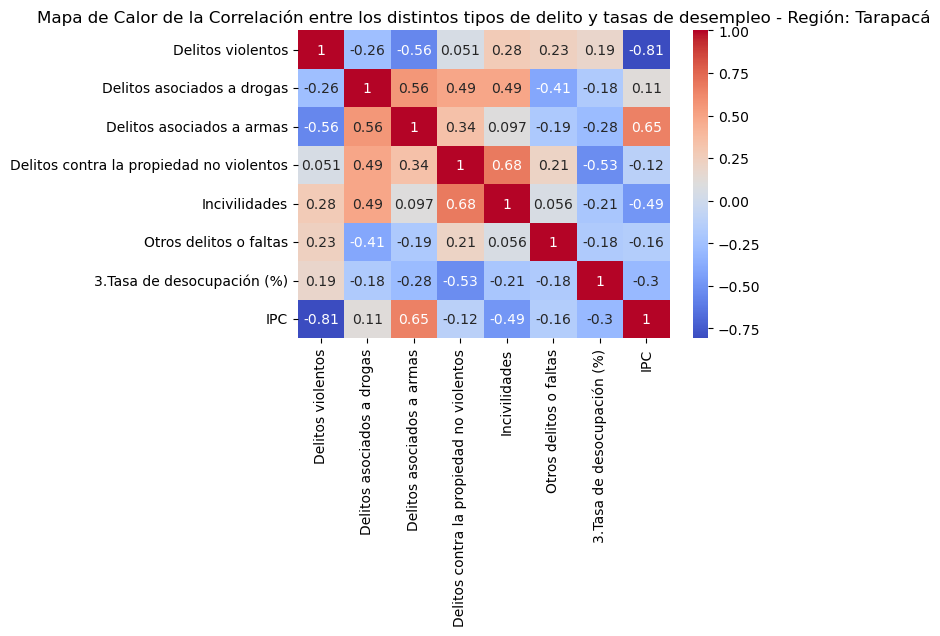 Mapa de Calor de la Correlación entre los distintos tipos de delito y tasas de desempleo - Región: Tarapacá
Delitos violentos 1 -0.26 -0.56 0.051 0.28 0.23 0.19 -0.81
Delitos asociados a drogas -0.26 1 0.56 0.49 0.49 -0.41 -0.18 0.11
Delitos asociados a armas -0.56 0.56 1 0.34 0.097 -0.19 -0.28 0.65
Delitos contra la propiedad no violentos 0.051 0.49 0.34 1 0.68 0.21 -0.53 -0.12
Incivilidades 0.28 0.49 0.097 0.68 1 0.056 -0.21 -0.49
Otros delitos o faltas 0.23 -0.41 -0.19 0.21 0.056 1 -0.18 -0.16
3.Tasa de desocupación (%) 0.19 -0.18 -0.28 -0.53 -0.21 -0.18 1 -0.3
IPC -0.81 0.11 0.65 -0.12 -0.49 -0.16 -0.3 1
Delitos violentos
Delitos asociados a drogas
Delitos asociados a armas
Delitos contra la propiedad no violentos
Incivilidades
Otros delitos o faltas
3.Tasa de desocupación (%)
IPC
1.00
0.75
0.50
0.25
0.00
-0.25
-0.50
-0.75